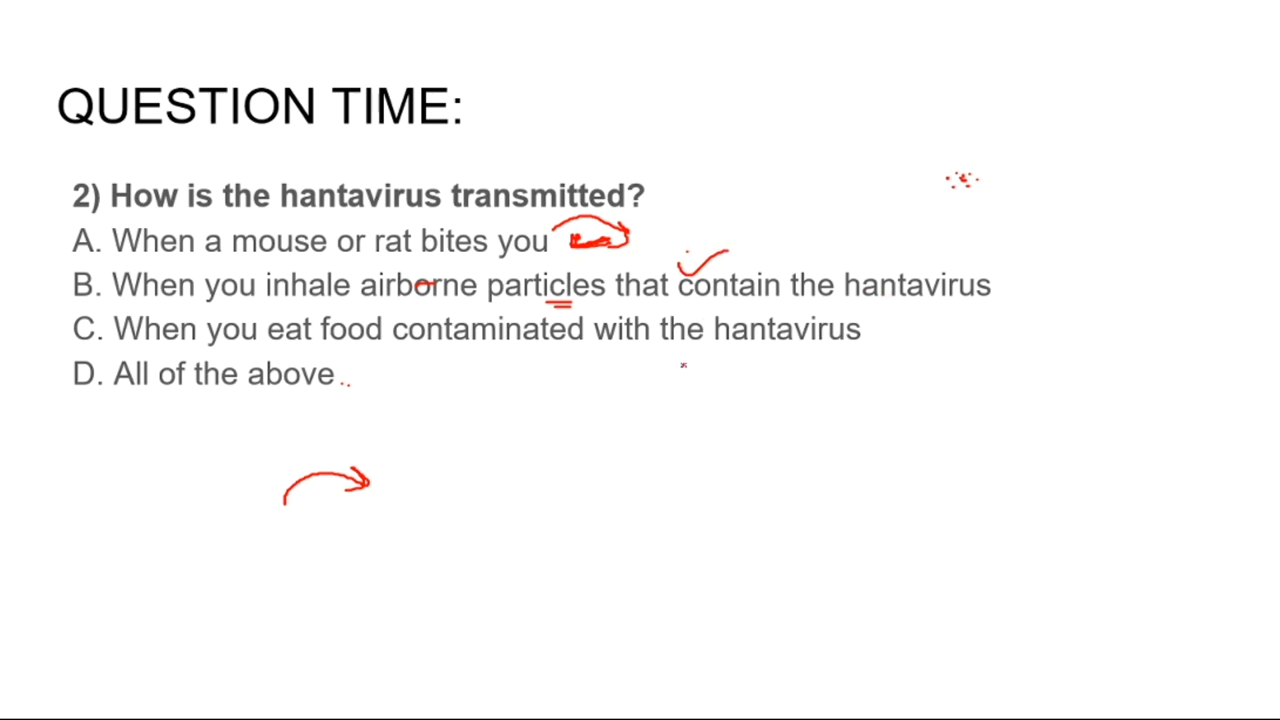 QUESTION TIME:
2) How is the hantavirus transmitted?
A. When a mouse or rat bites you
B. When you inhale airborne particles that contain the hantavirus
C. When you eat food contaminated with the hantavirus
D. All of the above